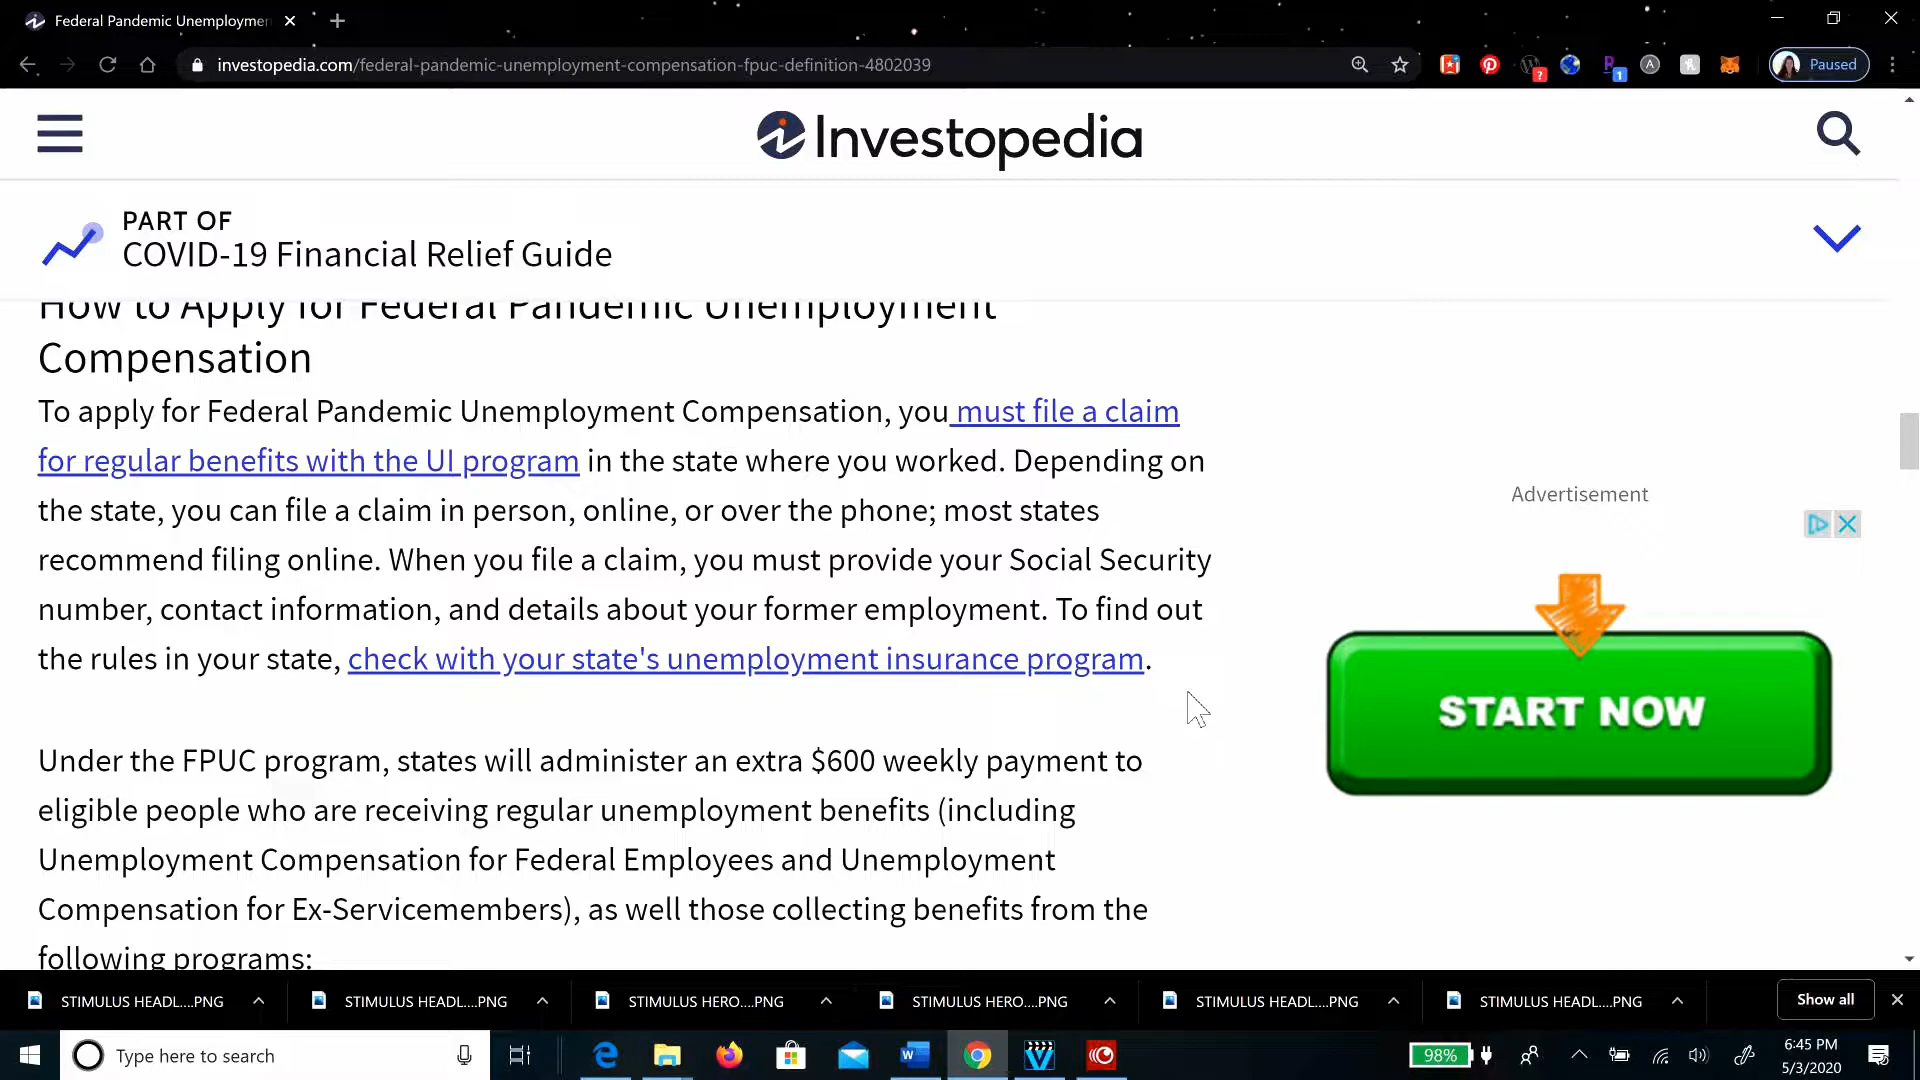 Federal Pandemic Unemploymen
investopedia.com/federal-pandemic-unemployment-compensation-fpuc-definition-4802039
Paused
Investopedia
PART OF
COVID-19 Financial Relief Guide
How to Apply for Federal Pandemic Unemployment
Compensation
To apply for Federal Pandemic Unemployment Compensation, you must file a claim
for regular benefits with the UI program in the state where you worked. Depending on
the state, you can file a claim in person, online, or over the phone; most states
recommend filing online. When you file a claim, you must provide your Social Security
number, contact information, and details about your former employment. To find out
the rules in your state, check with your state's unemployment insurance program.
Under the FPUC program, states will administer an extra $600 weekly payment to
eligible people who are receiving regular unemployment benefits (including
Unemployment Compensation for Federal Employees and Unemployment
Compensation for Ex-Servicemembers), as well those collecting benefits from the
following programs:
Advertisement
START NOW
STIMULUS HEADL....PNG
STIMULUS HEADL....PNG
STIMULUS HERO....PNG
STIMULUS HERO....PNG
STIMULUS HEADL....PNG
STIMULUS HEADL....PNG
Show all
Type here to search
98%
6:45 PM
5/3/2020